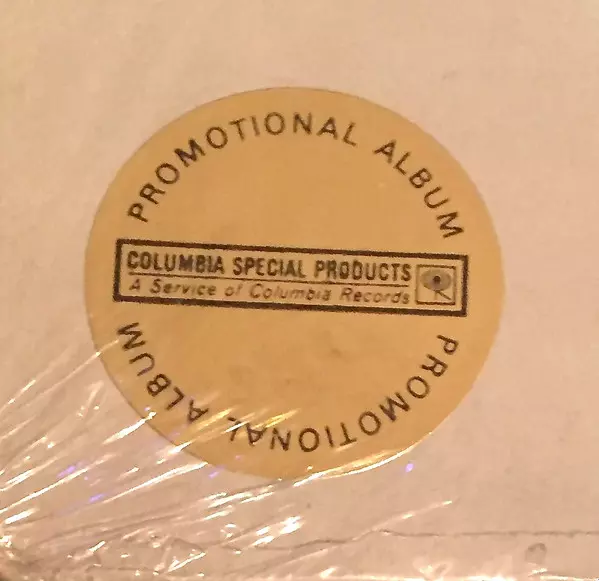 PROMOTIONAL ALBUM
COLUMBIA SPECIAL PRODUCTS
A Service of Columbia Records
PROMOTIONAL ALBUM